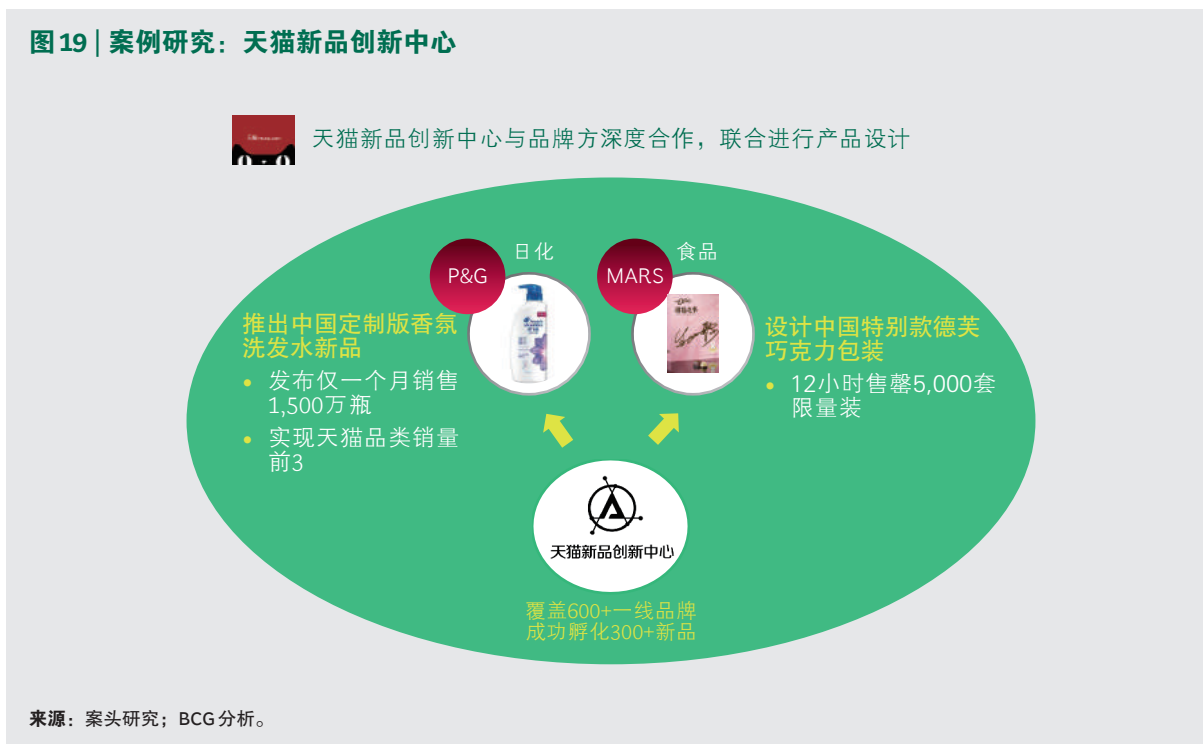 图19 | 案例研究：天猫新品创新中心
天猫新品创新中心与品牌方深度合作，联合进行产品设计
P&G
日化
MARS
食品
推出中国定制版香氛
洗发水新品
• 发布仅一个月销售
1,500万瓶
• 实现天猫品类销量
前3
设计中国特别款德芙
巧克力包装
• 12小时售罄5,000套
限量装
天猫新品创新中心
覆盖600+一线品牌
成功孵化300+新品
来源：案头研究；BCG分析。